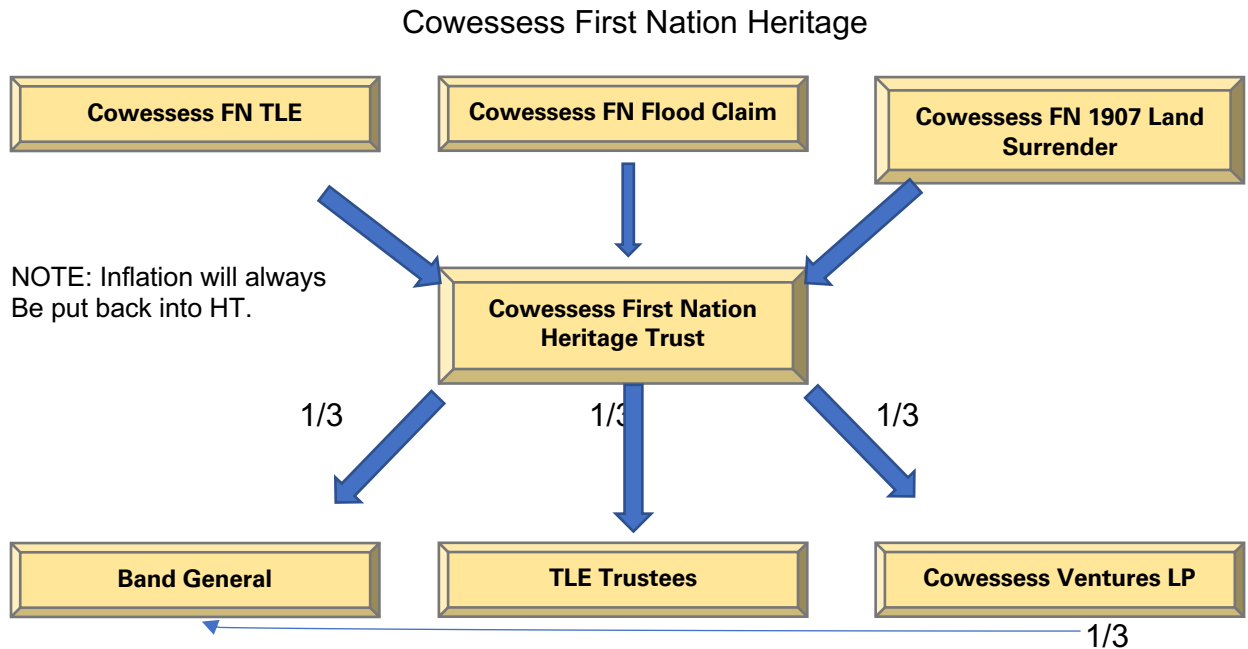 Cowessess First Nation Heritage
Cowessess FN TLE
Cowessess FN Flood Claim
Cowessess FN 1907 Land
Surrender
NOTE: Inflation will always
Be put back into HT.
Cowessess First Nation
Heritage Trust
1/3
1/3
1/3
Band General
TLE Trustees
Cowessess Ventures LP
1/3